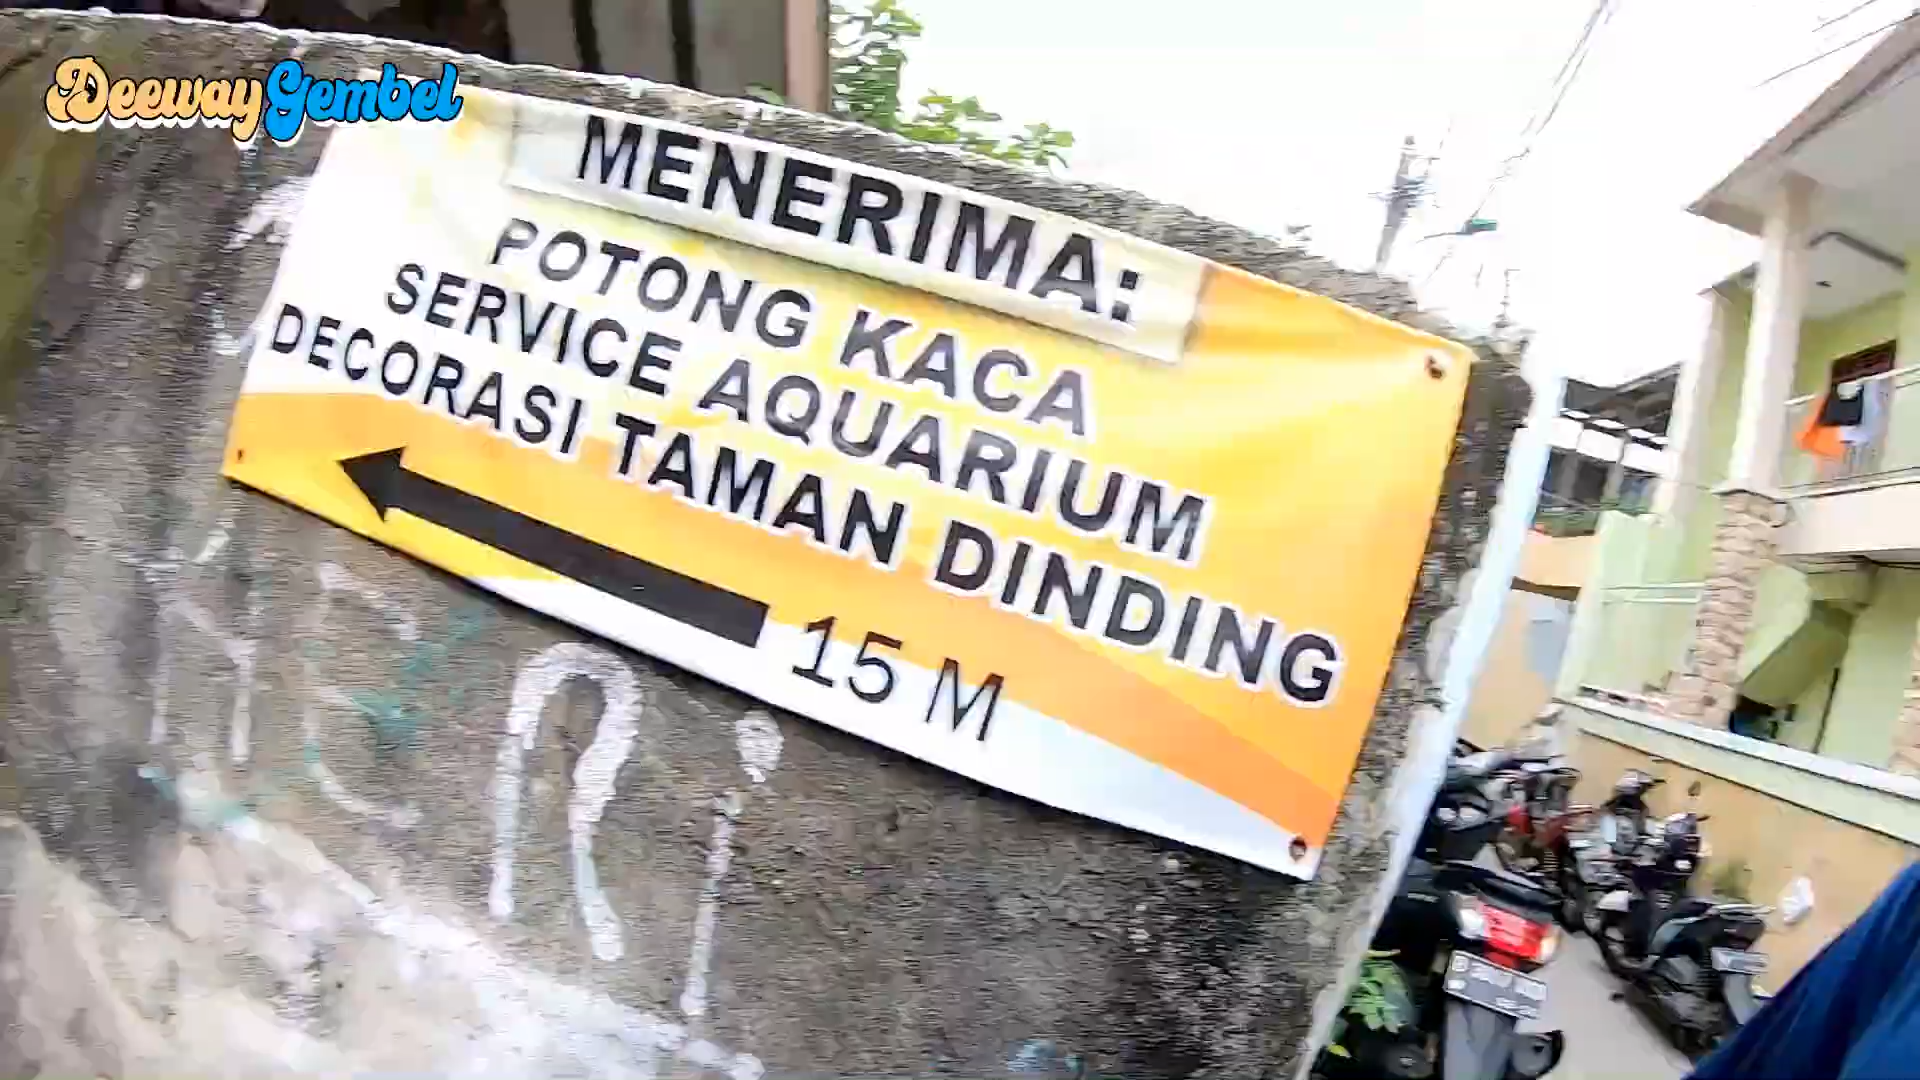 DeewayGembel
MENERIMA:
POTONG KACA
SERVICE AQUARIUM
DECORASI TAMAN DINDING
15 M